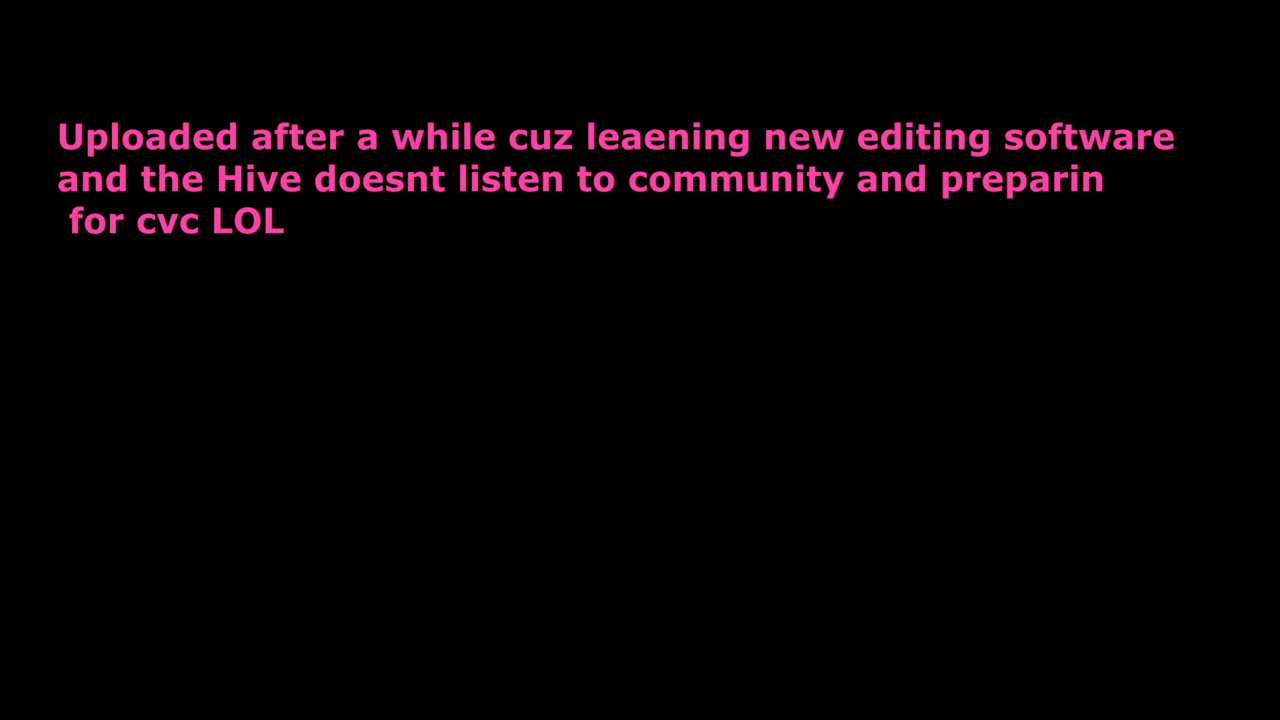 Uploaded after a while cuz leaening new editing software
and the Hive doesnt listen to community and preparin
for cvc LOL